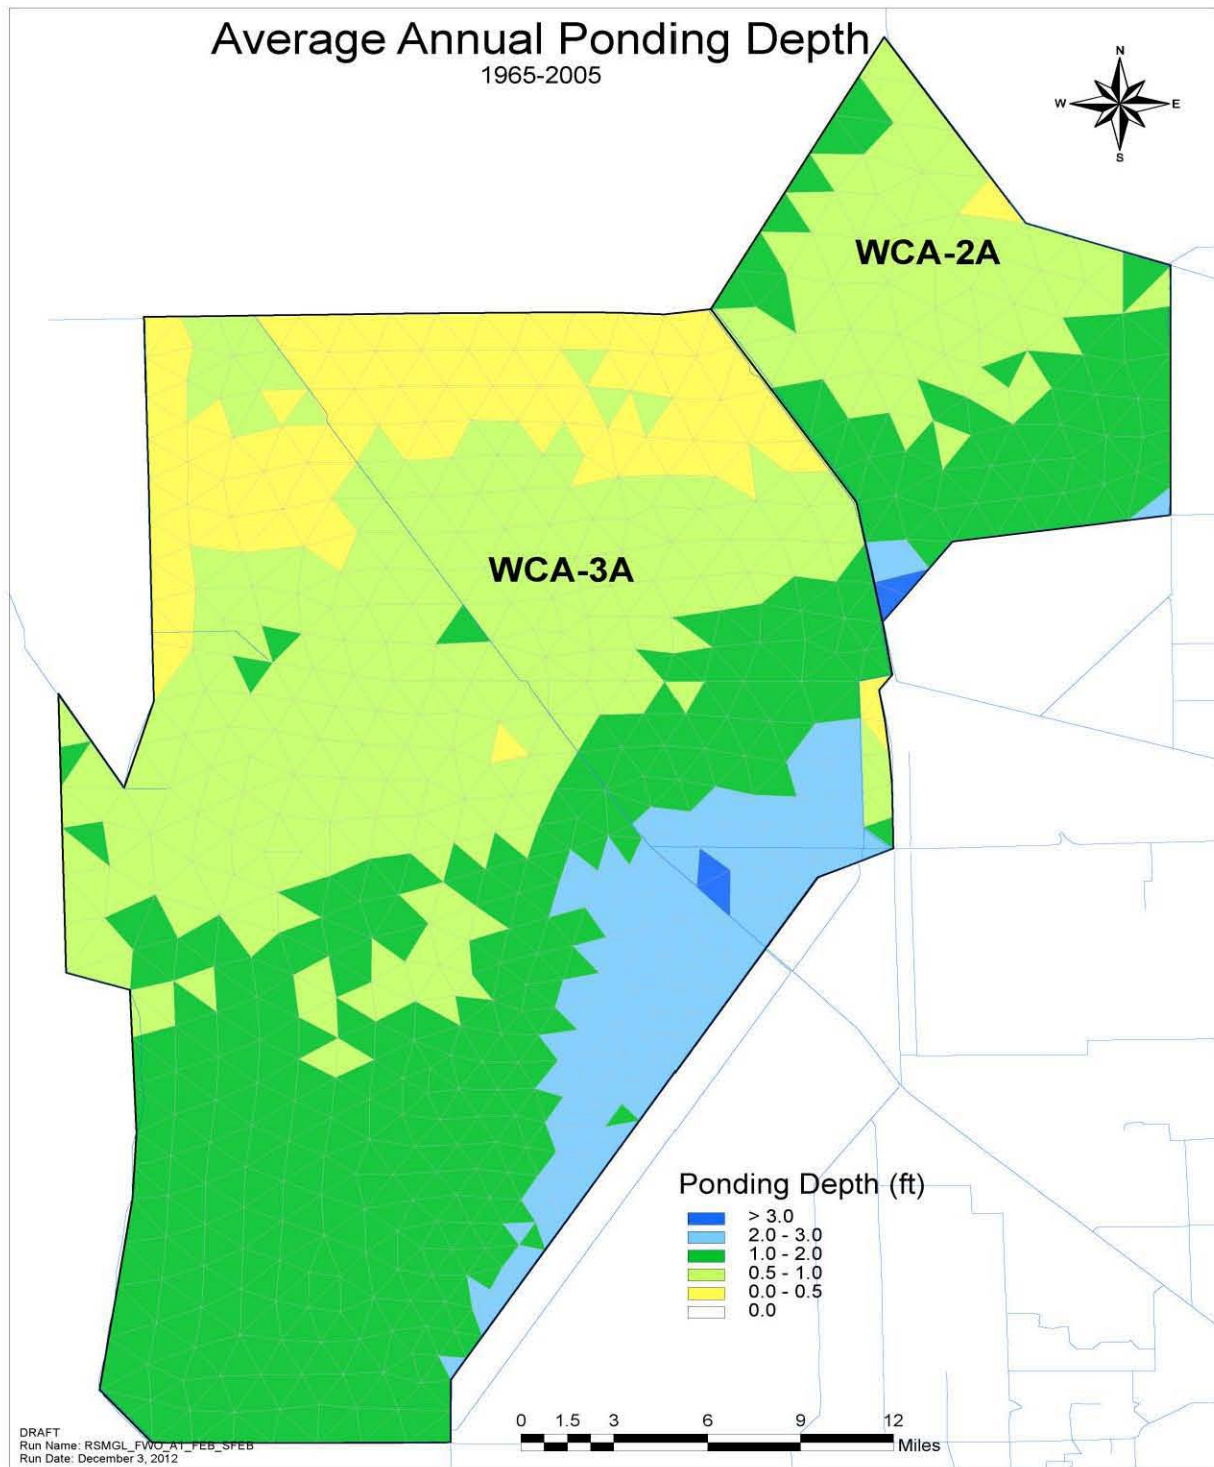 Average Annual Ponding Depth
1965-2005
N
W E
S
WCA-2A
WCA-3A
Ponding Depth (ft)
> 3.0
2.0 - 3.0
1.0 - 2.0
0.5 - 1.0
0.0 - 0.5
0.0
0 1.5 3 6 9 12
Miles
DRAFT
Run Name: RSMGL_FWO_A1_FEB_SFEB
Run Date: December 3, 2012